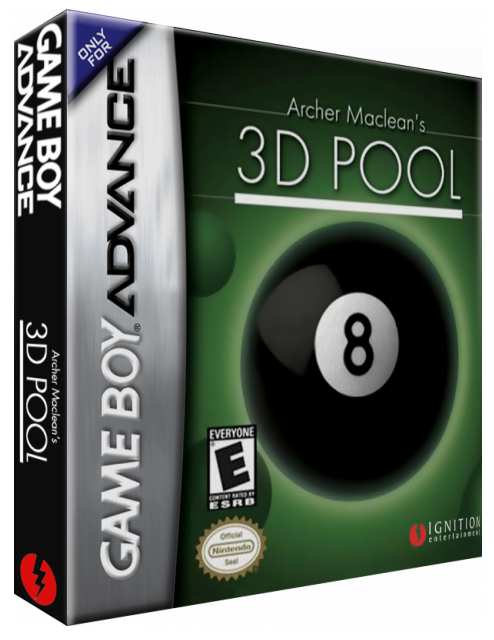 GAME BOY
ADVANCE
Archer Maclean's
3D POOL
ONLY
FOR
GAME BOY ADVANCE
®
Archer Maclean's
3D POOL
8
EVERYONE
E
CONTENT RATED BY
ESRB
Official
Nintendo
Seal
IGNITION
entertainment